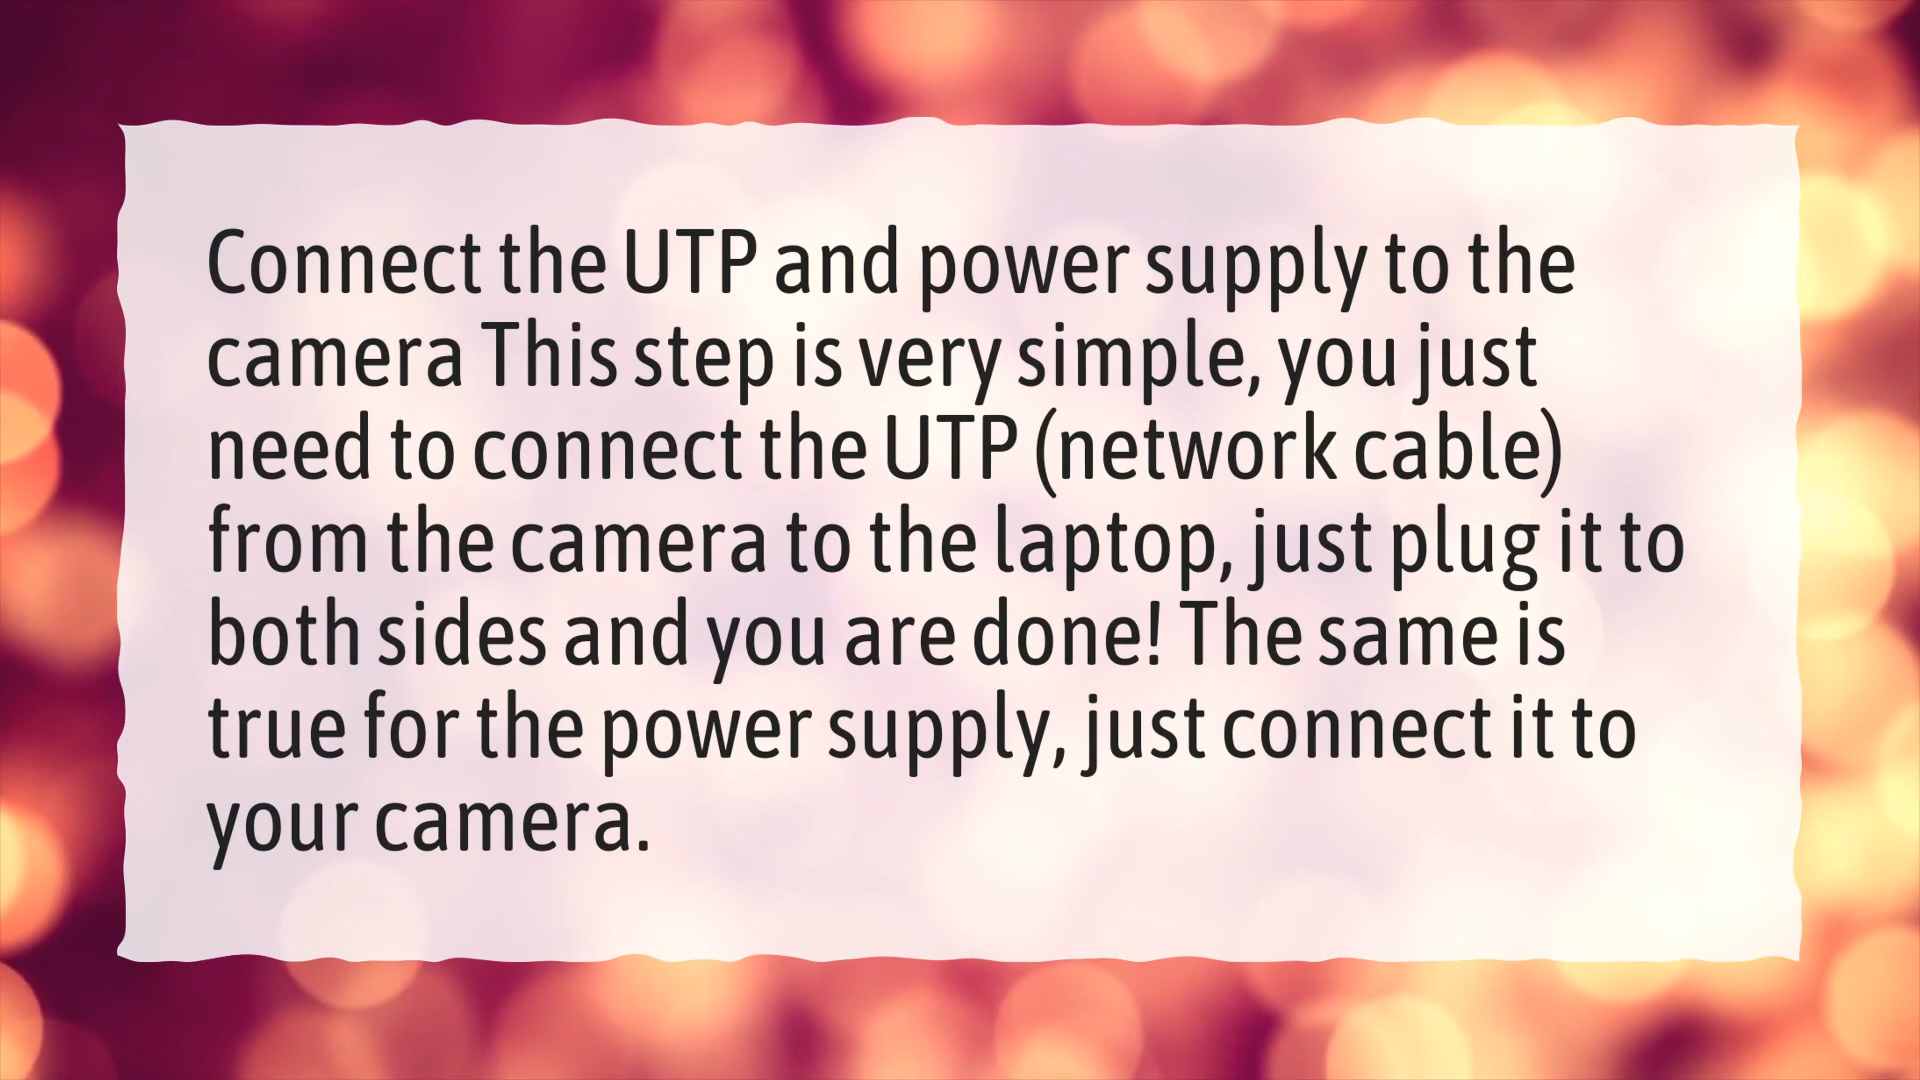 Connect the UTP and power supply to the
camera This step is very simple, you just
need to connect the UTP (network cable)
from the camera to the laptop, just plug it to
both sides and you are done! The same is
true for the power supply, just connect it to
your camera.